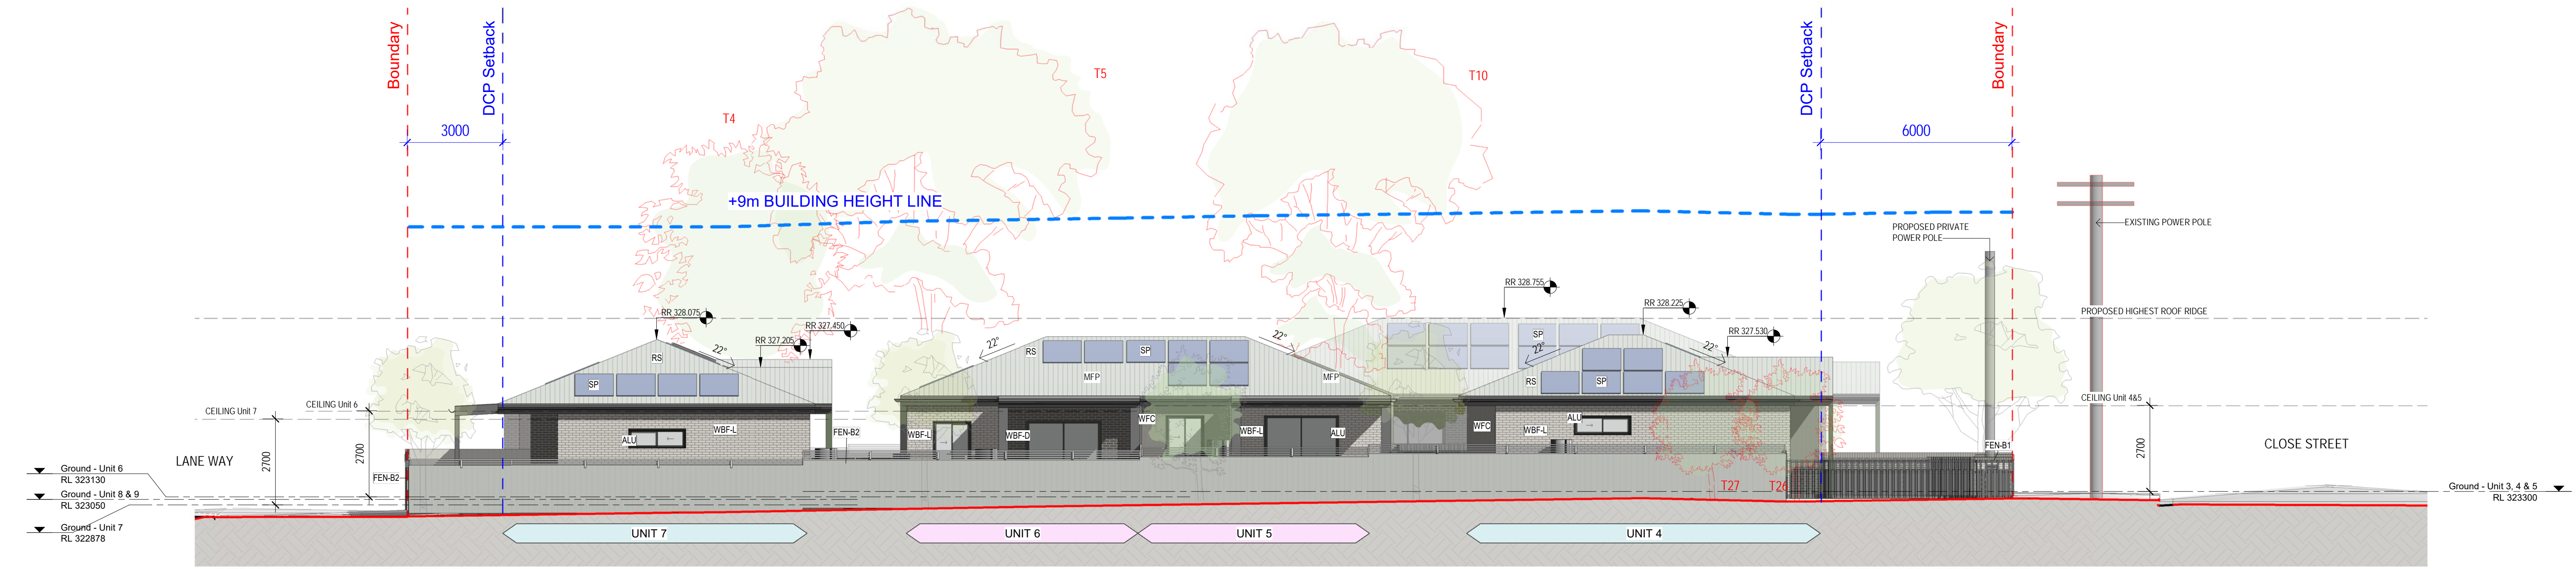 Boundary
DCP Setback
DCP Setback
Boundary
3000
6000
T4
T5
T10
+9m BUILDING HEIGHT LINE
PROPOSED PRIVATE
POWER POLE
EXISTING POWER POLE
RR 328.075
RR 327.205
RR 327.450
RR 328.755
RR 328.225
RR 327.530
PROPOSED HIGHEST ROOF RIDGE
22°
22°
22°
22°
22°
RS
SP
RS
SP
MFP
MFP
SP
RS
SP
CEILING Unit 7
CEILING Unit 6
CEILING Unit 4&5
ALU
WBF-L
FEN-B2
WBF-L
WBF-D
WFC
WBF-L
ALU
WFC
WBF-L
ALU
FEN-B1
2700
2700
2700
LANE WAY
CLOSE STREET
FEN-B2
T27
T26
Ground - Unit 6
RL 323130
Ground - Unit 8 & 9
RL 323050
Ground - Unit 7
RL 322878
Ground - Unit 3, 4 & 5
RL 323300
UNIT 7
UNIT 6
UNIT 5
UNIT 4